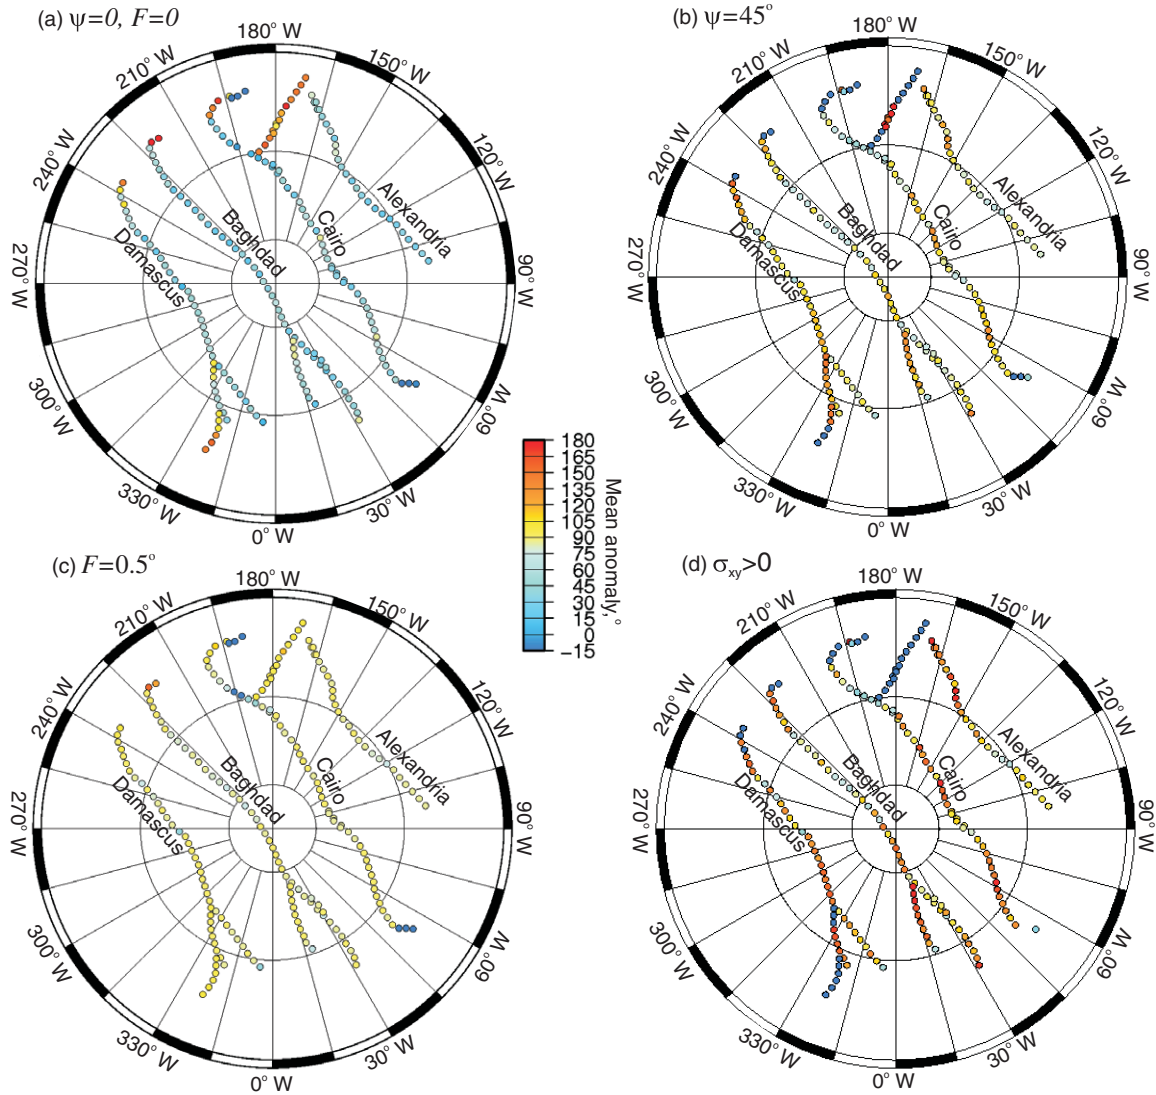 (a) ψ=0, F=0
180° W
150° W
120° W
90° W
60° W
30° W
0° W
330° W
300° W
270° W
240° W
210° W
Alexandria
Cairo
Baghdad
Damascus
(b) ψ=45°
180° W
150° W
120° W
90° W
60° W
30° W
0° W
330° W
300° W
270° W
240° W
210° W
Alexandria
Cairo
Baghdad
Damascus
180
165
150
135
120
105
90
75
60
45
30
15
0
−15
Mean anomaly,°
(c) F=0.5°
180° W
150° W
120° W
90° W
60° W
30° W
0° W
330° W
300° W
270° W
240° W
210° W
Alexandria
Cairo
Baghdad
Damascus
(d) σxy>0
180° W
150° W
120° W
90° W
60° W
30° W
0° W
330° W
300° W
270° W
240° W
210° W
Alexandria
Cairo
Baghdad
Damascus